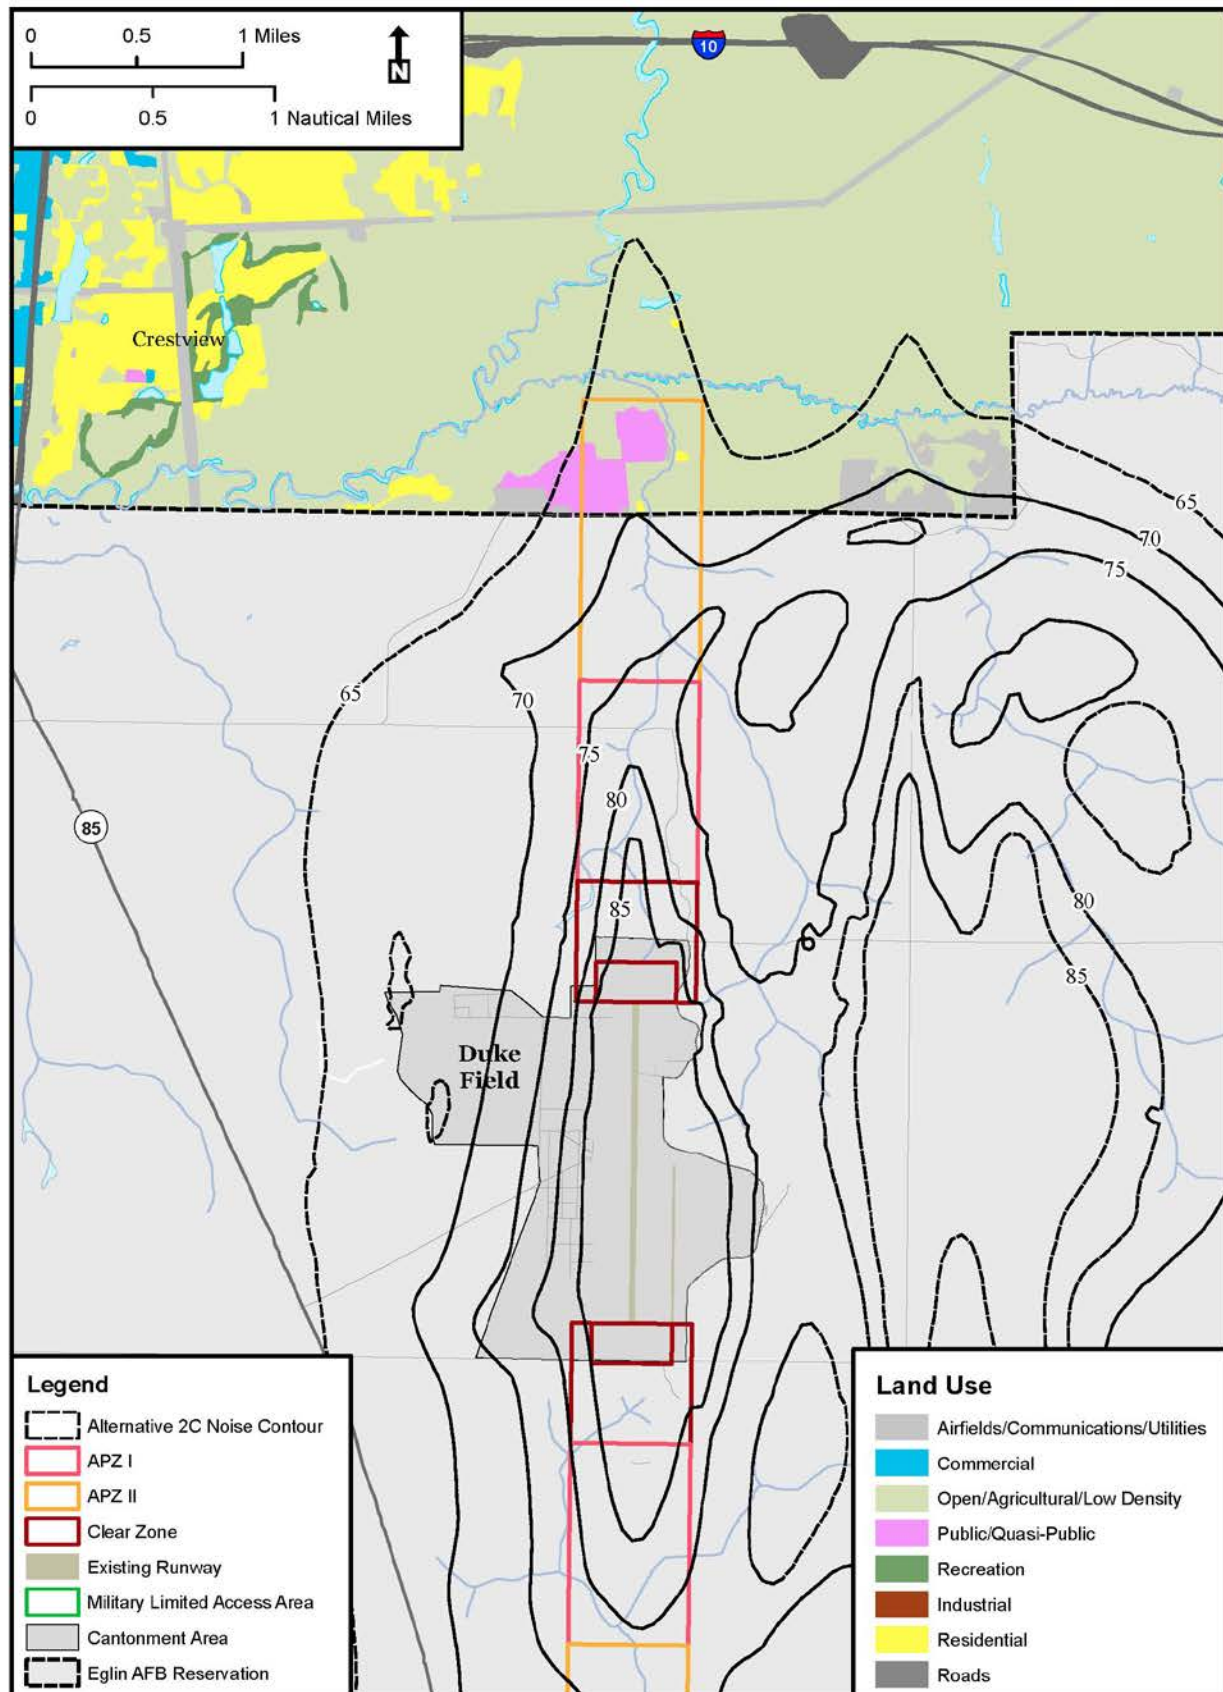 0 0.5 1 Miles
N
0 0.5 1 Nautical Miles
10
Crestview
65
70
75
65
70
75
80
85
80
85
85
Duke
Field
Legend
Alternative 2C Noise Contour
APZ I
APZ II
Clear Zone
Existing Runway
Military Limited Access Area
Cantonment Area
Eglin AFB Reservation
Land Use
Airfields/Communications/Utilities
Commercial
Open/Agricultural/Low Density
Public/Quasi-Public
Recreation
Industrial
Residential
Roads